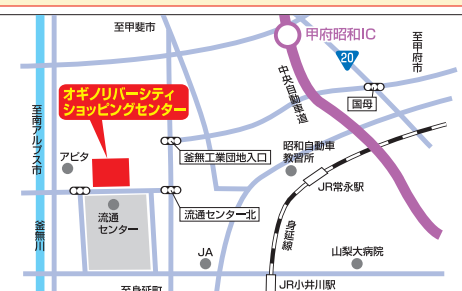 至甲斐市
甲府昭和IC
20
至甲府市
中央自動車道
国母
オギノリバーシティ
ショッピングセンター
至南アルプス市
アピタ
釜無工業団地入口
昭和自動車
教習所
JR常永駅
流通センター北
流通
センター
釜無川
身延線
JA
山梨大病院
JR小井川駅
至身延町